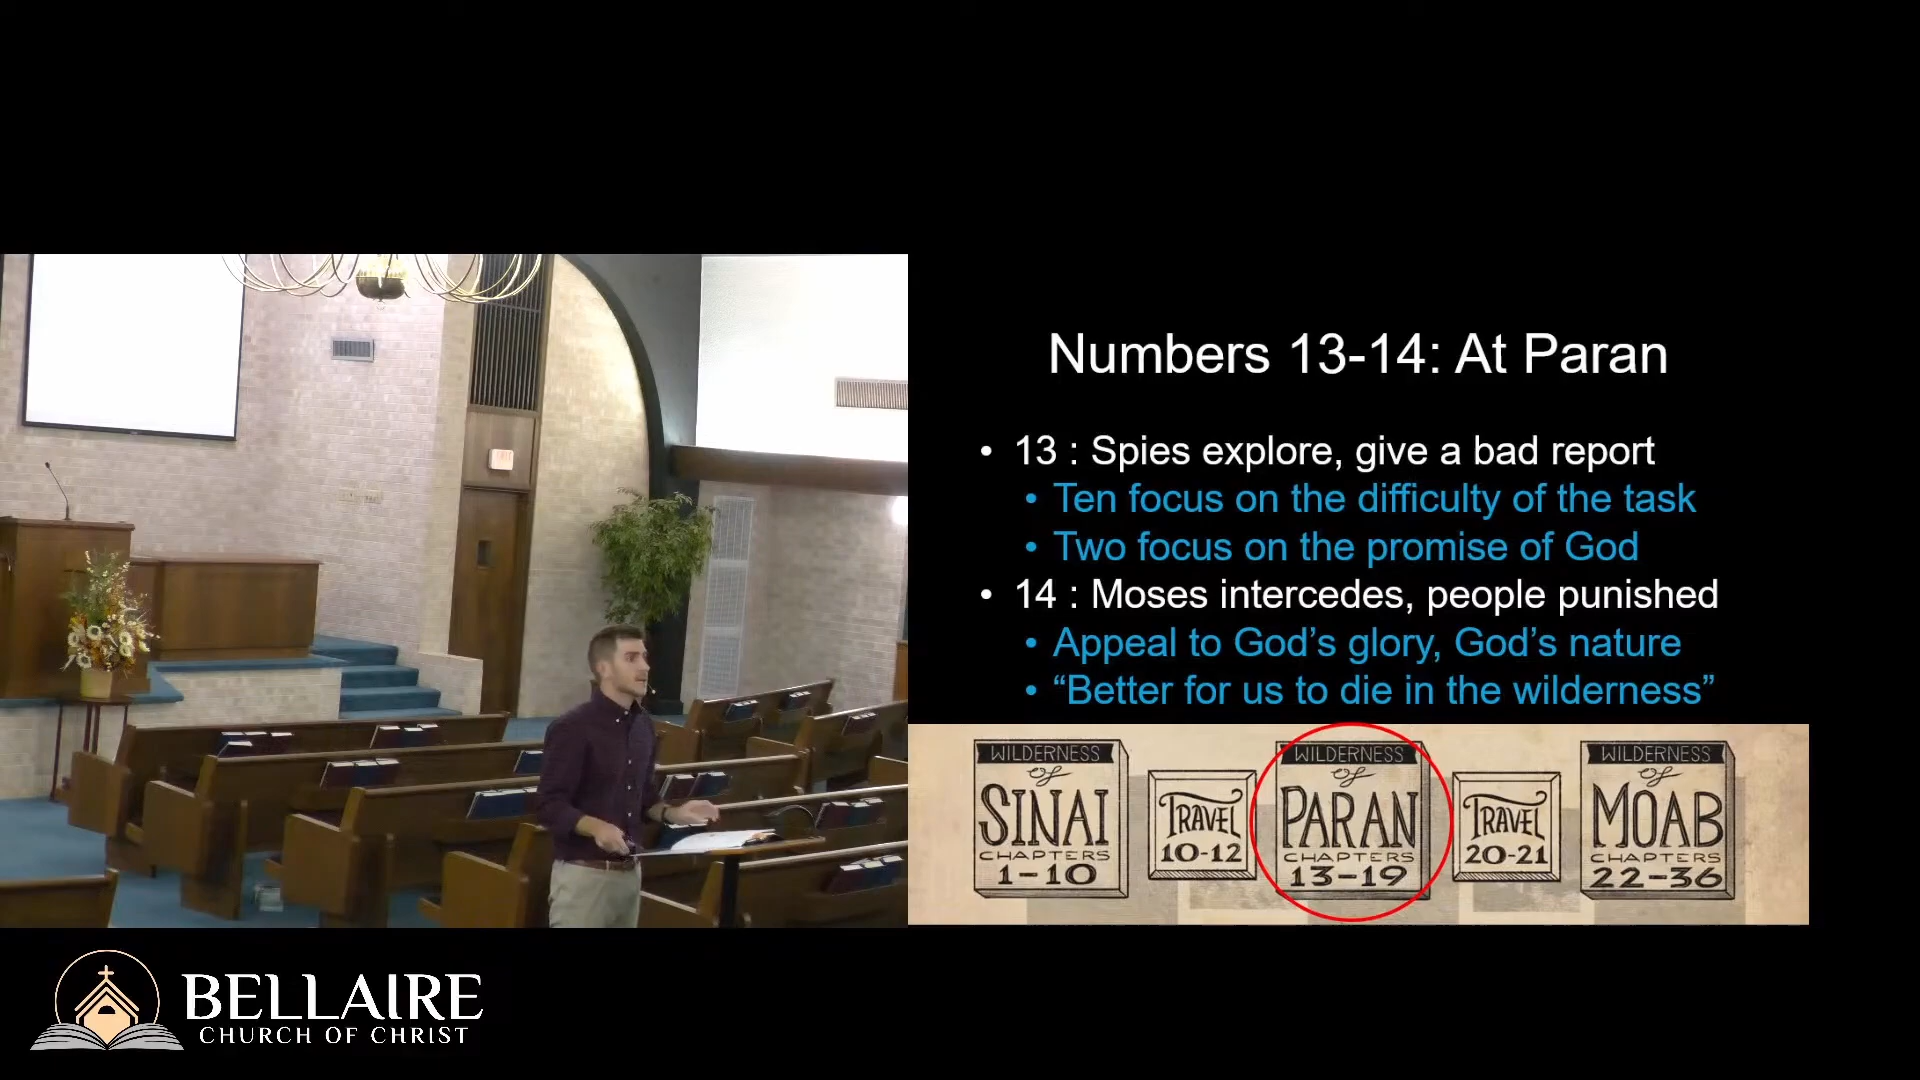 Numbers 13-14: At Paran
• 13 : Spies explore, give a bad report
• Ten focus on the difficulty of the task
• Two focus on the promise of God
• 14 : Moses intercedes, people punished
• Appeal to God’s glory, God’s nature
• “Better for us to die in the wilderness”
WILDERNESS
of
SINAI
CHAPTERS
1-10
TRAVEL
10-12
WILDERNESS
of
PARAN
CHAPTERS
13-19
TRAVEL
20-21
WILDERNESS
of
MOAB
CHAPTERS
22-36
BELLAIRE
CHURCH OF CHRIST